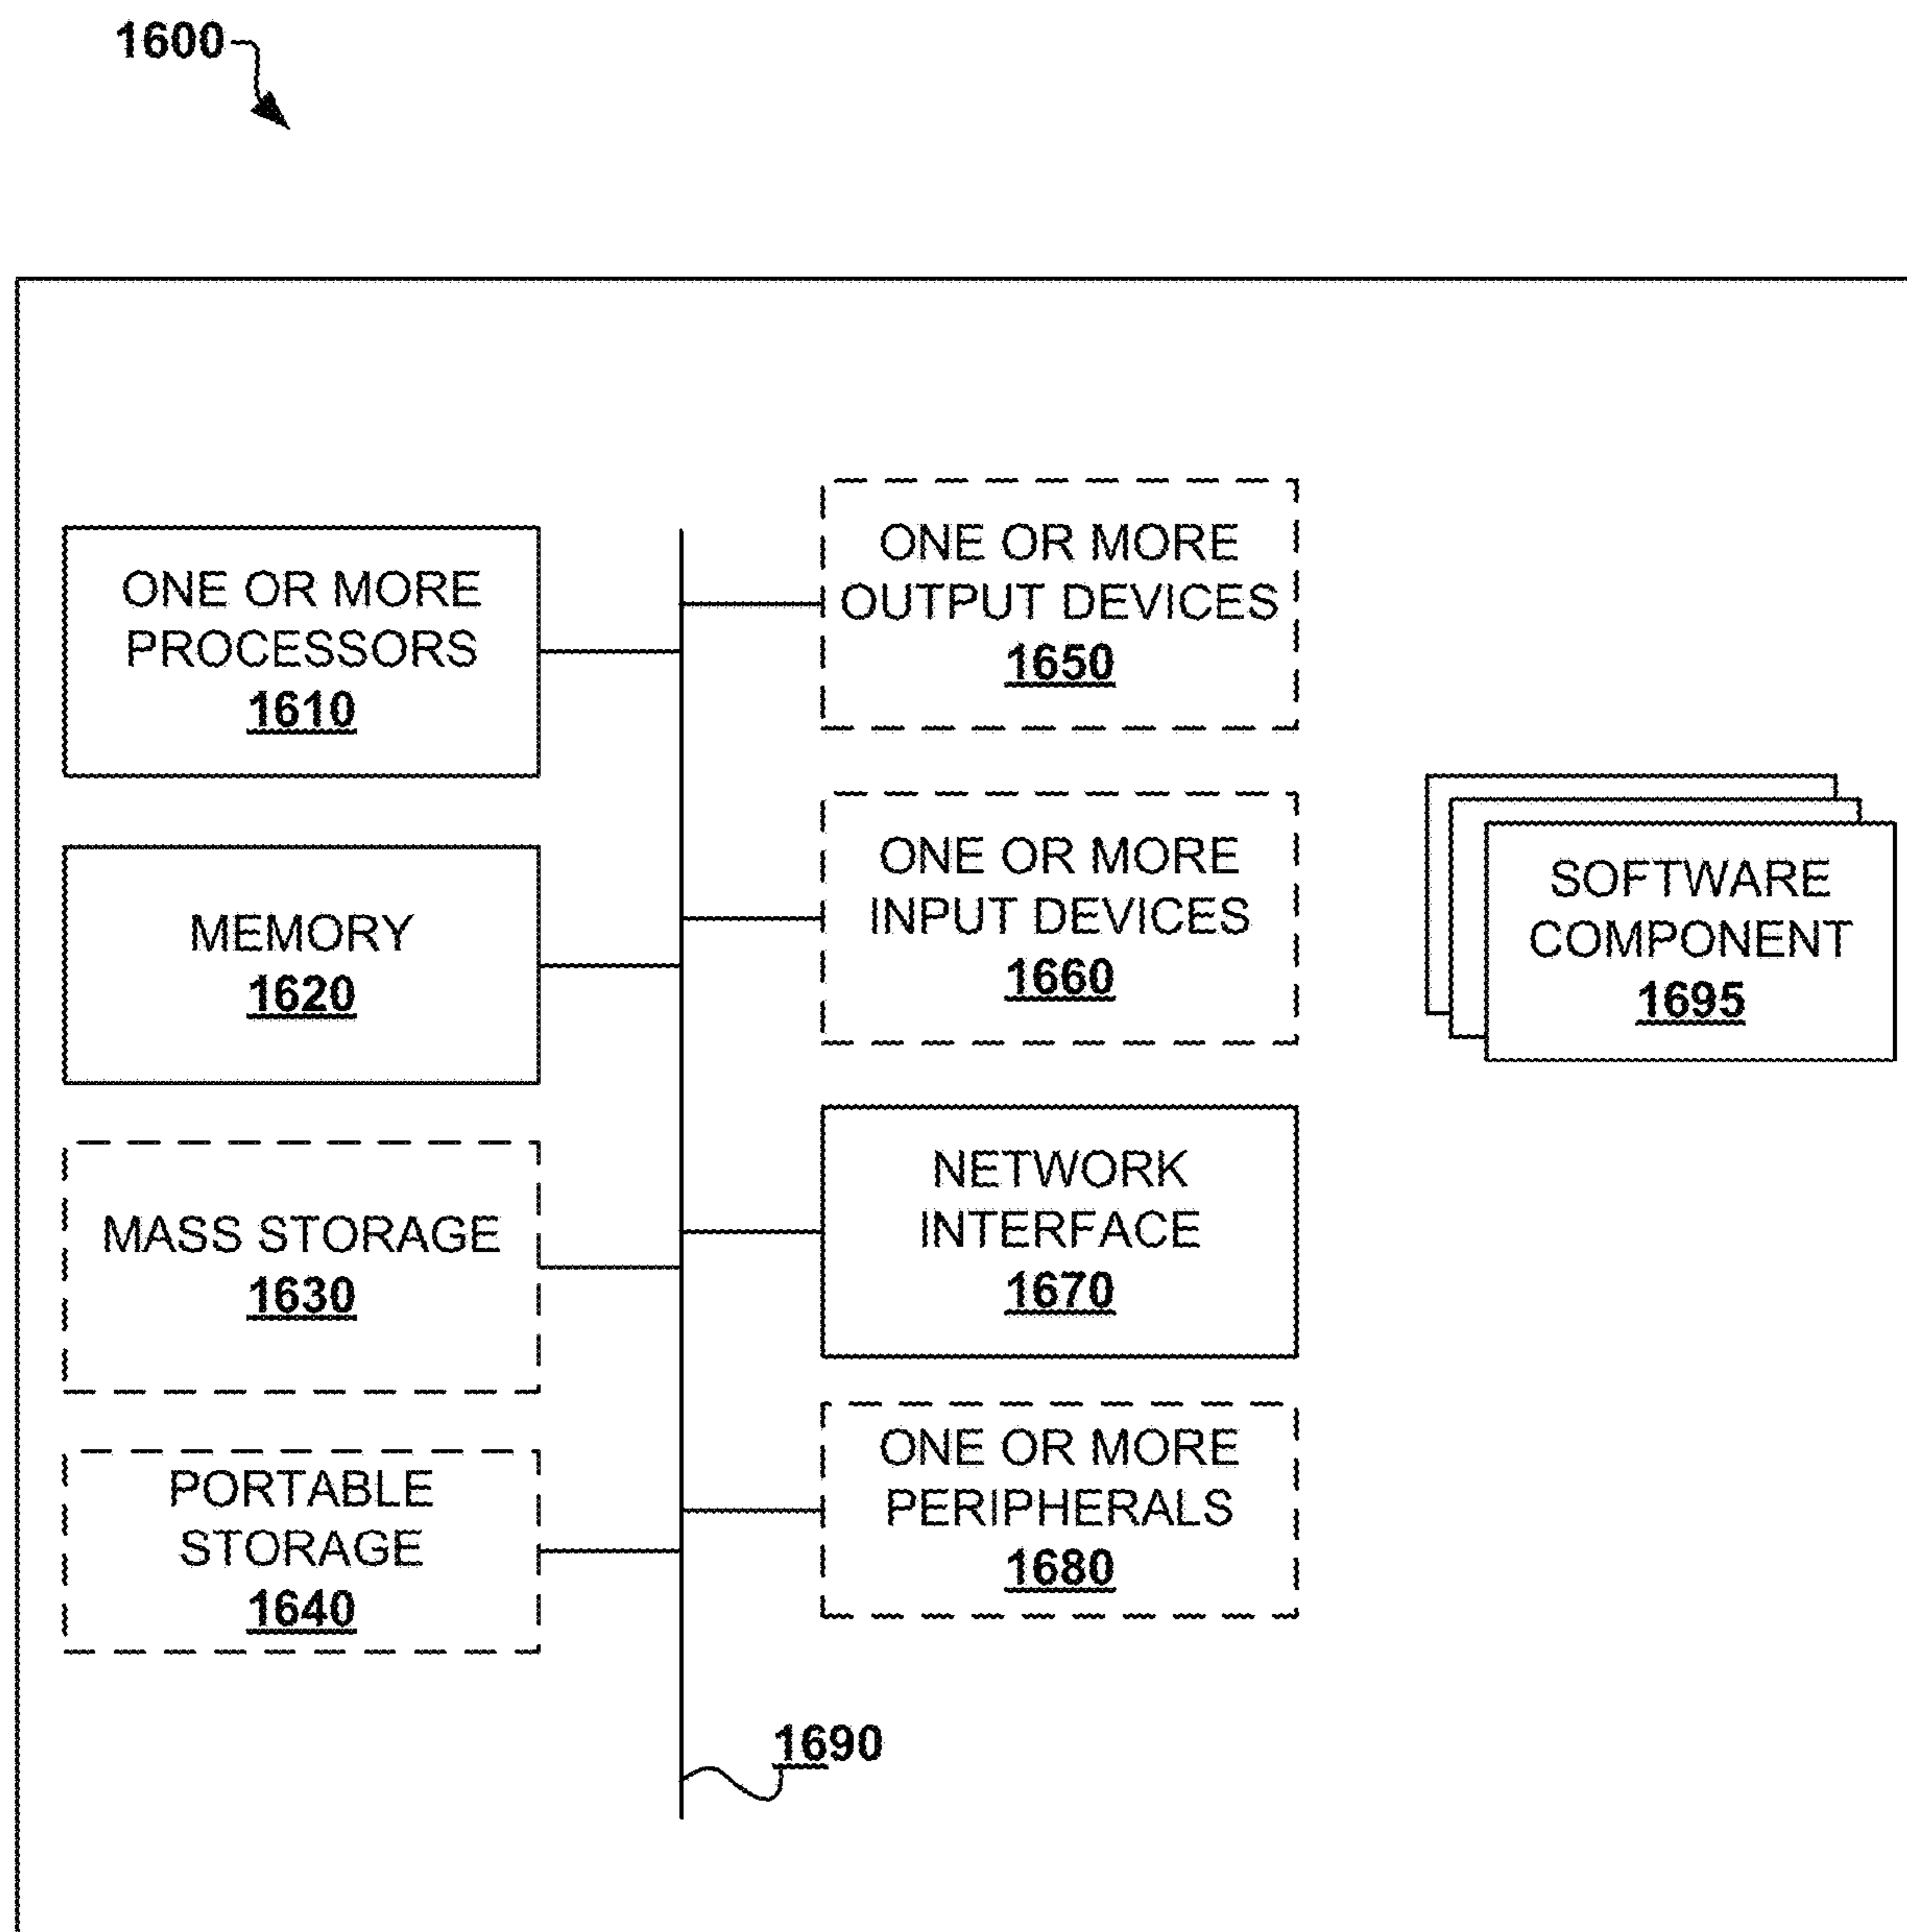 1600
ONE OR MORE
PROCESSORS
1610
MEMORY
1620
MASS STORAGE
1630
PORTABLE
STORAGE
1640
ONE OR MORE
OUTPUT DEVICES
1650
ONE OR MORE
INPUT DEVICES
1660
NETWORK
INTERFACE
1670
ONE OR MORE
PERIPHERALS
1680
1690
SOFTWARE
COMPONENT
1695